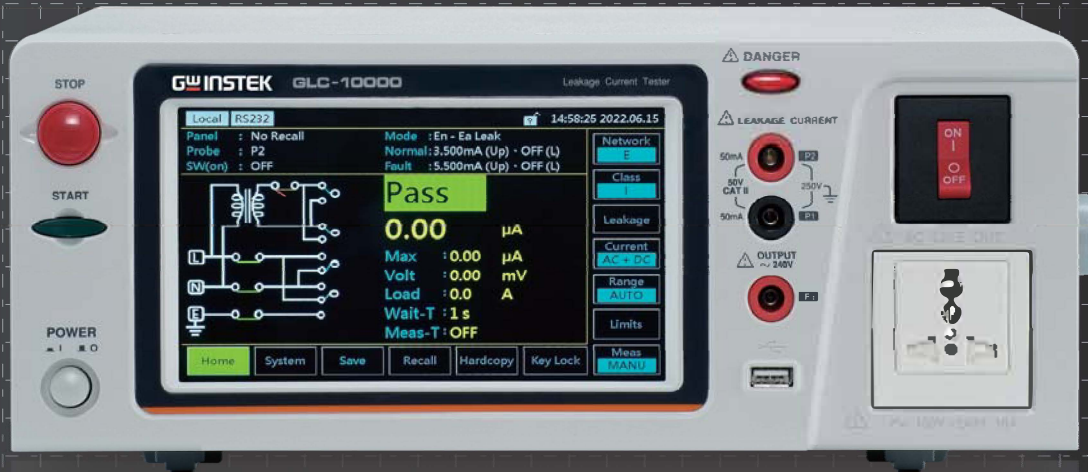 STOP
START
POWER
I O
GW INSTEK GLC-10000 Leakage Current Tester
Local RS232 14:58:25 2022.06.15
Panel : No Recall Mode :En - Ea Leak
Probe : P2 Normal:3.500mA (Up) · OFF (L)
SW(on) : OFF Fault :5.500mA (Up) · OFF (L)
Pass
0.00 µA
Max :0.00 µA
Volt :0.00 mV
Load :0.0 A
Wait-T :1 s
Meas-T:OFF
L
N
E
Network
E
Class
I
Leakage
Current
AC + DC
Range
AUTO
Limits
Meas
MANU
Home System Save Recall Hardcopy Key Lock
DANGER
LEAKAGE CURRENT
50mA P2
50V
CAT II
250V
50mA P1
OUTPUT
~ 240V
ON
I
O
OFF